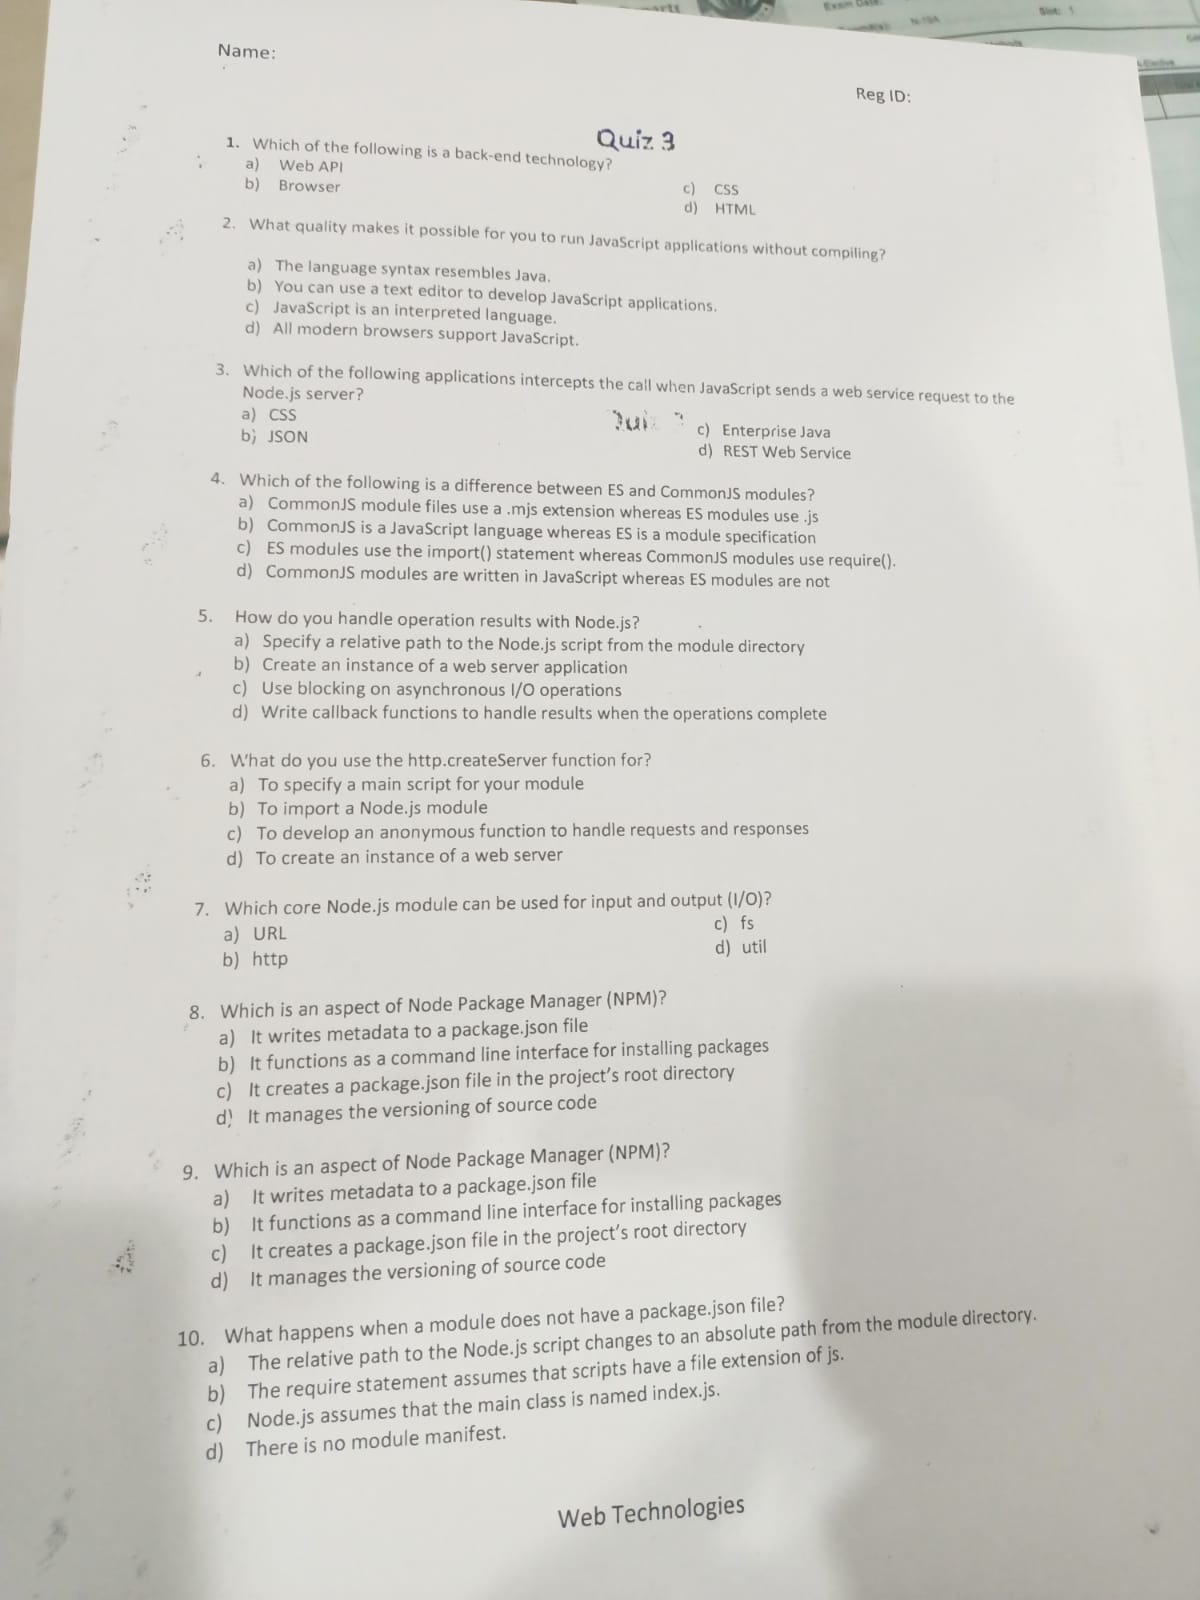 Exam Date:
Slot: 1
N-19A
Name:
Reg ID:
Quiz 3
1. Which of the following is a back-end technology?
a) Web API
b) Browser
c) CSS
d) HTML
2. What quality makes it possible for you to run JavaScript applications without compiling?
a) The language syntax resembles Java.
b) You can use a text editor to develop JavaScript applications.
c) JavaScript is an interpreted language.
d) All modern browsers support JavaScript.
3. Which of the following applications intercepts the call when JavaScript sends a web service request to the
Node.js server?
a) CSS
b) JSON
c) Enterprise Java
d) REST Web Service
4. Which of the following is a difference between ES and CommonJS modules?
a) CommonJS module files use a .mjs extension whereas ES modules use .js
b) CommonJS is a JavaScript language whereas ES is a module specification
c) ES modules use the import() statement whereas CommonJS modules use require().
d) CommonJS modules are written in JavaScript whereas ES modules are not
5. How do you handle operation results with Node.js?
a) Specify a relative path to the Node.js script from the module directory
b) Create an instance of a web server application
c) Use blocking on asynchronous I/O operations
d) Write callback functions to handle results when the operations complete
6. What do you use the http.createServer function for?
a) To specify a main script for your module
b) To import a Node.js module
c) To develop an anonymous function to handle requests and responses
d) To create an instance of a web server
7. Which core Node.js module can be used for input and output (I/O)?
a) URL
b) http
c) fs
d) util
8. Which is an aspect of Node Package Manager (NPM)?
a) It writes metadata to a package.json file
b) It functions as a command line interface for installing packages
c) It creates a package.json file in the project's root directory
d) It manages the versioning of source code
9. Which is an aspect of Node Package Manager (NPM)?
a) It writes metadata to a package.json file
b) It functions as a command line interface for installing packages
c) It creates a package.json file in the project's root directory
d) It manages the versioning of source code
10. What happens when a module does not have a package.json file?
a) The relative path to the Node.js script changes to an absolute path from the module directory.
b) The require statement assumes that scripts have a file extension of js.
c) Node.js assumes that the main class is named index.js.
d) There is no module manifest.
Web Technologies